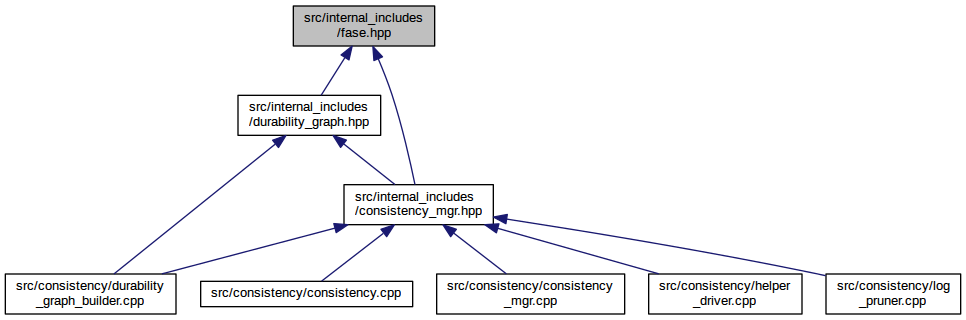 src/internal_includes
/fase.hpp
src/internal_includes
/durability_graph.hpp
src/internal_includes
/consistency_mgr.hpp
src/consistency/durability
_graph_builder.cpp
src/consistency/consistency.cpp
src/consistency/consistency
_mgr.cpp
src/consistency/helper
_driver.cpp
src/consistency/log
_pruner.cpp